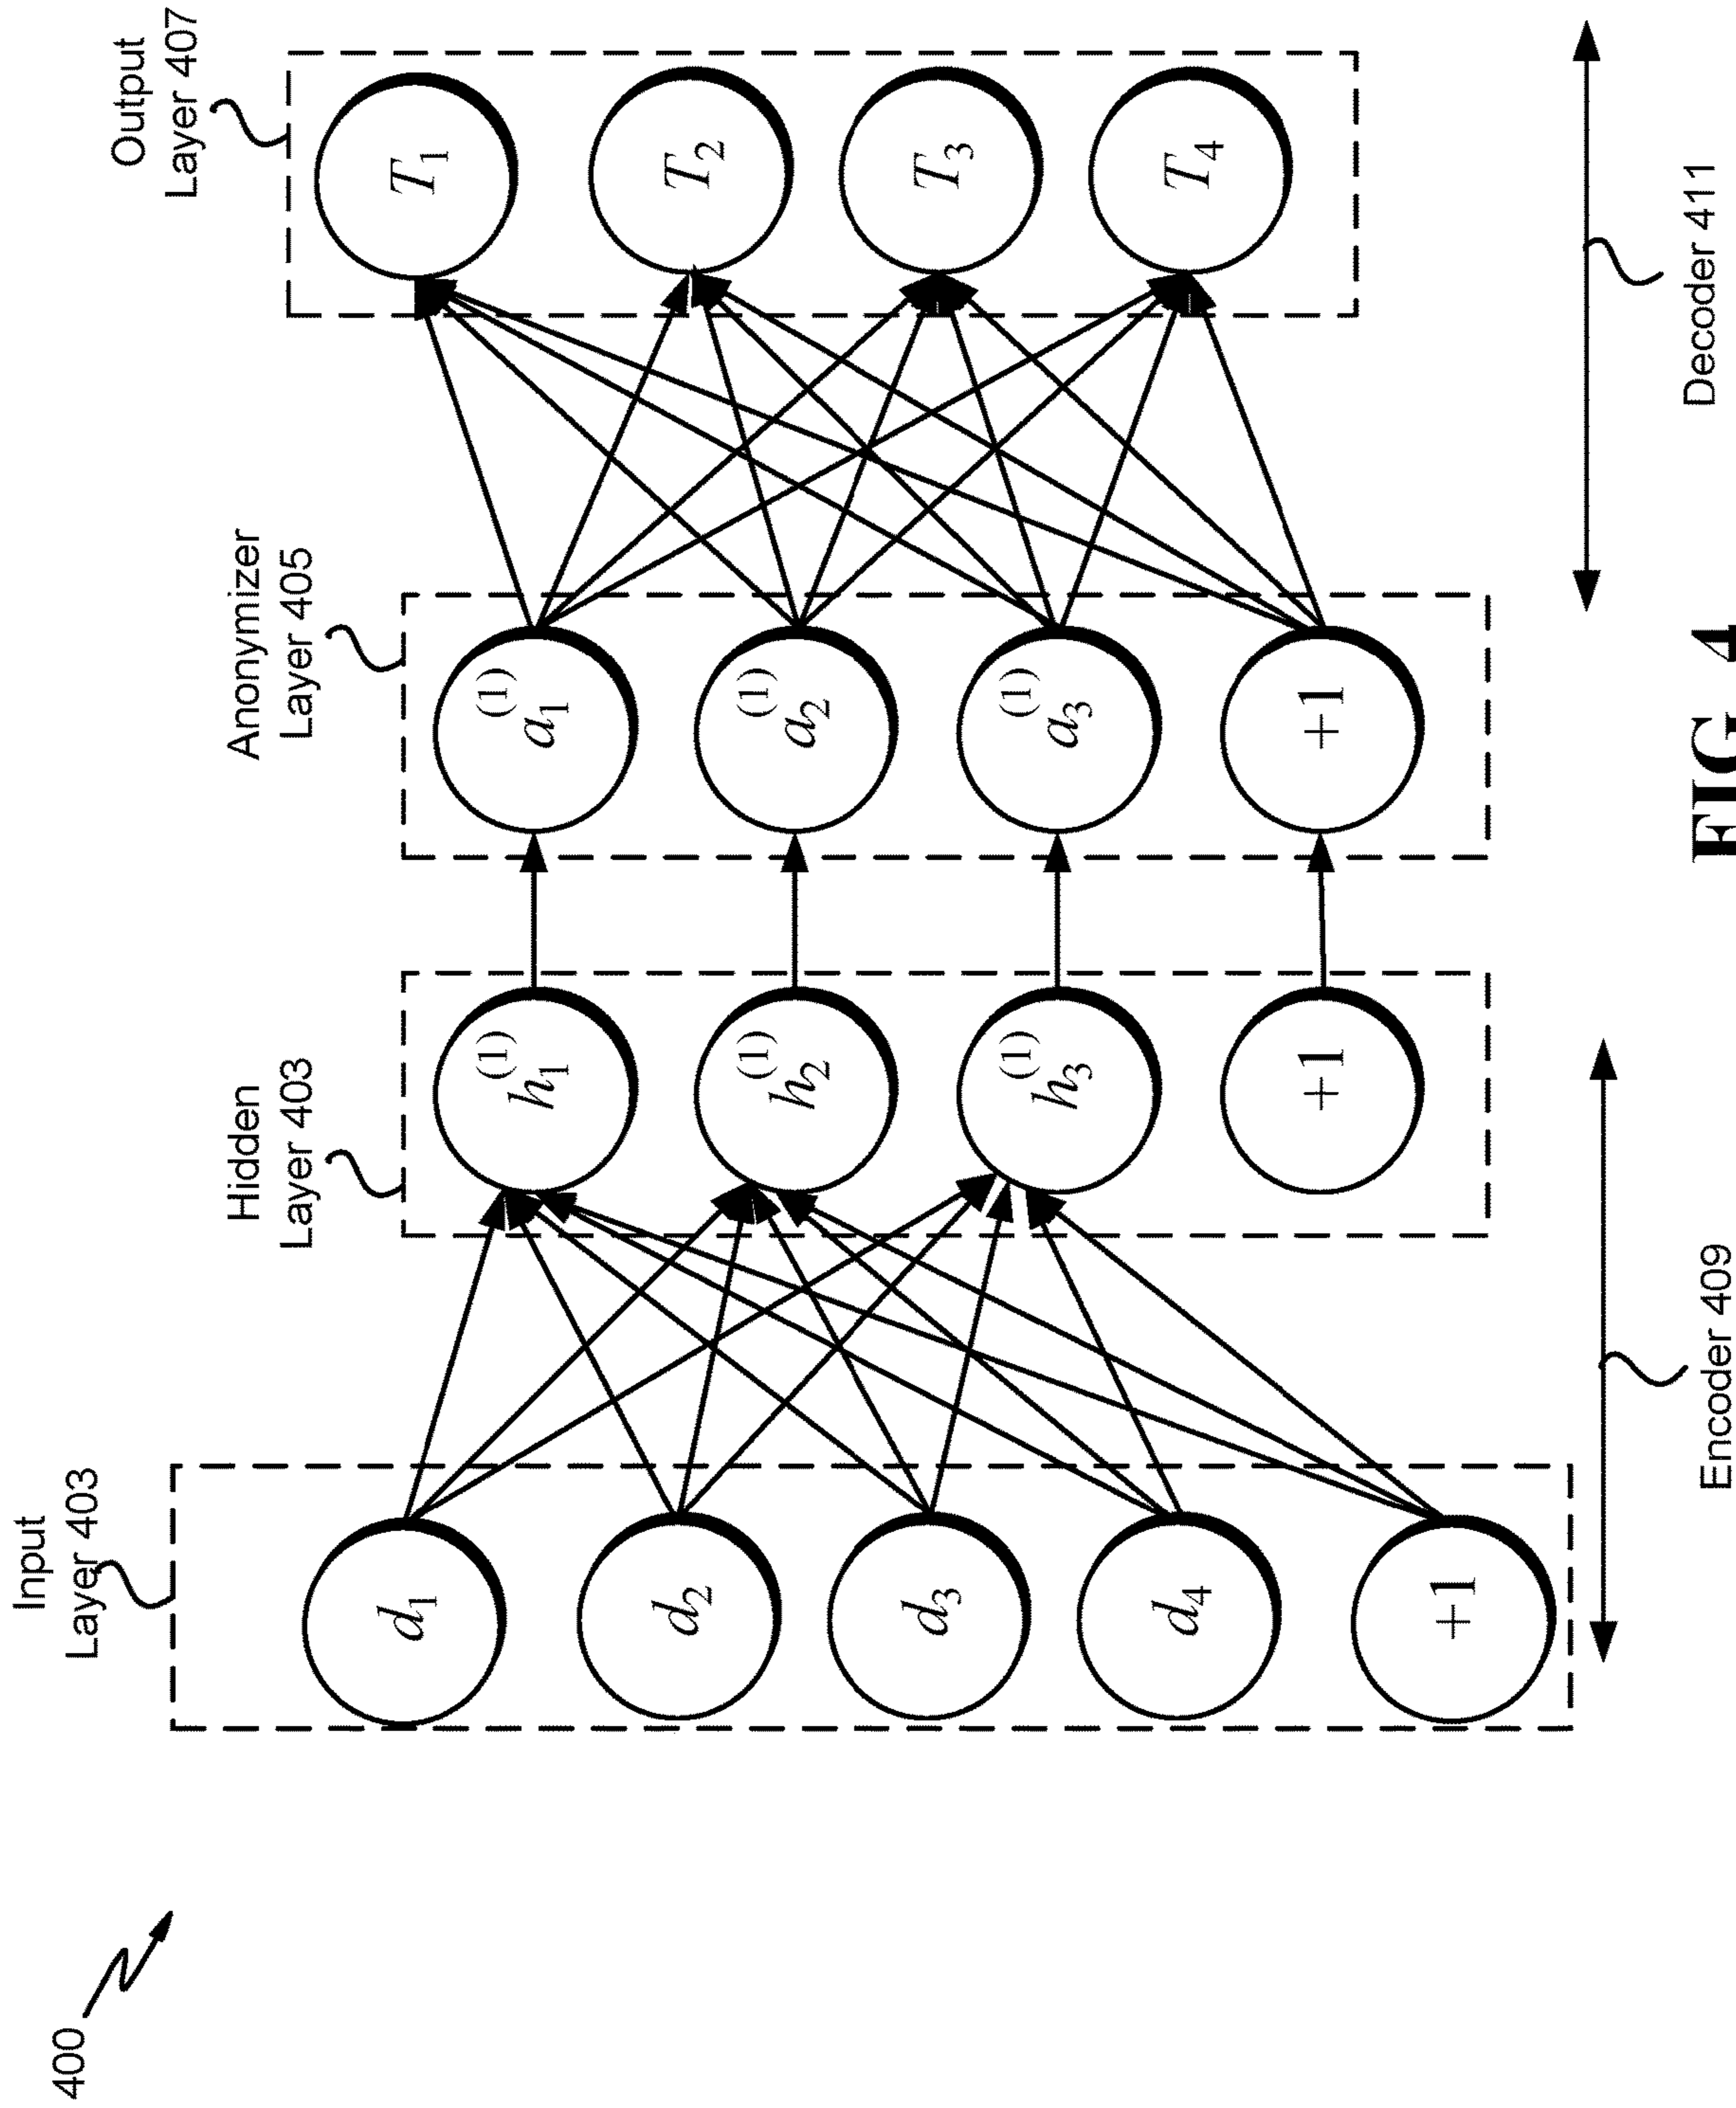 400
Input
Layer 403
Hidden
Layer 403
Anonymizer
Layer 405
Output
Layer 407
d1
d2
d3
d4
+1
h1(1)
h2(1)
h3(1)
+1
a1(1)
a2(1)
a3(1)
+1
T1
T2
T3
T4
Encoder 409
Decoder 411
FIG. 4